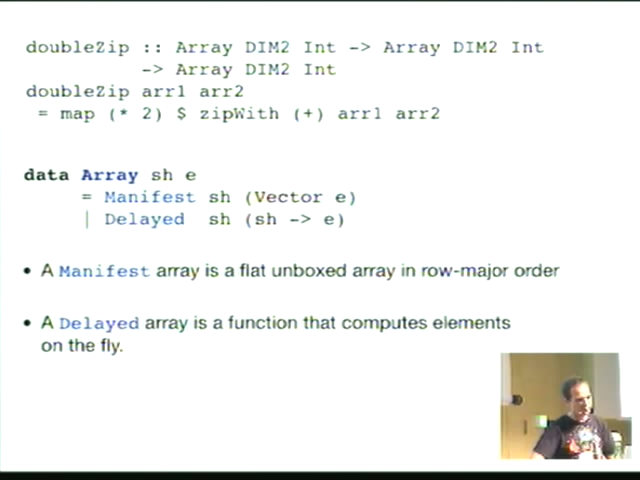 doubleZip :: Array DIM2 Int -> Array DIM2 Int
-> Array DIM2 Int
doubleZip arr1 arr2
= map (* 2) $ zipWith (+) arr1 arr2
data Array sh e
= Manifest sh (Vector e)
| Delayed sh (sh -> e)
• A Manifest array is a flat unboxed array in row-major order
• A Delayed array is a function that computes elements
on the fly.